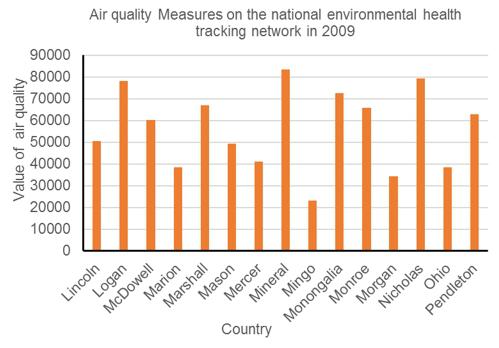 Air quality Measures on the national environmental health
tracking network in 2009
Value of  air quality
90000
80000
70000
60000
50000
40000
30000
20000
10000
0
Lincoln
Logan
McDowell
Marion
Marshall
Mason
Mercer
Mineral
Mingo
Monongalia
Monroe
Morgan
Nicholas
Ohio
Pendleton
Country